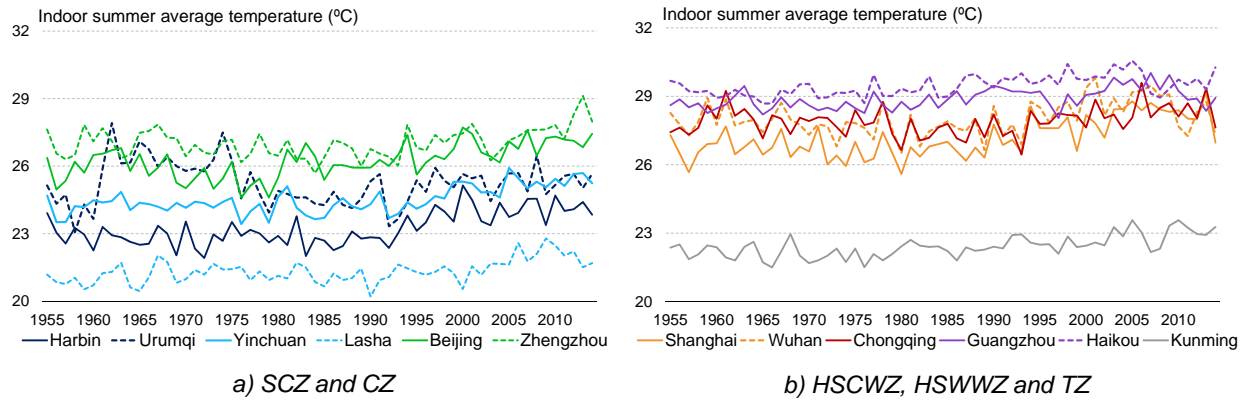 Indoor summer average temperature (ºC)
32
29
26
23
20
1955 1960 1965 1970 1975 1980 1985 1990 1995 2000 2005 2010
Harbin Urumqi Yinchuan Lasha Beijing Zhengzhou
a) SCZ and CZ
Indoor summer average temperature (ºC)
32
29
26
23
20
1955 1960 1965 1970 1975 1980 1985 1990 1995 2000 2005 2010
Shanghai Wuhan Chongqing Guangzhou Haikou Kunming
b) HSCWZ, HSWWZ and TZ